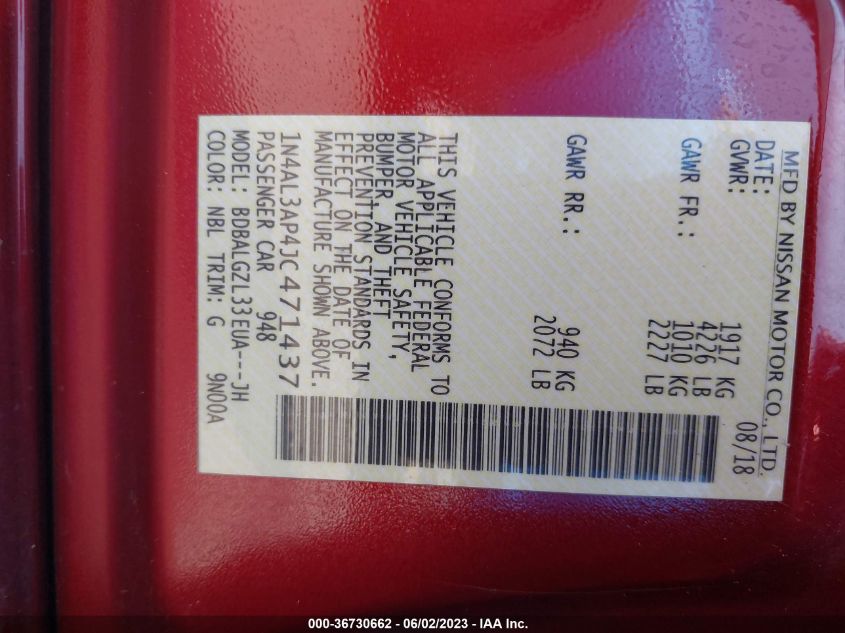 MFD BY NISSAN MOTOR CO., LTD.
DATE: 08/18
GVWR: 1917 KG
4226 LB
GAWR FR.: 1010 KG
2227 LB
GAWR RR.: 940 KG
2072 LB
THIS VEHICLE CONFORMS TO
ALL APPLICABLE FEDERAL
MOTOR VEHICLE SAFETY,
BUMPER, AND THEFT
PREVENTION STANDARDS IN
EFFECT ON THE DATE OF
MANUFACTURE SHOWN ABOVE.
1N4AL3AP4JC471437
PASSENGER CAR 948
MODEL: BDBALGZL33EUA---JH
COLOR: NBL TRIM: G 9N00A
000-36730662 - 06/02/2023 - IAA Inc.